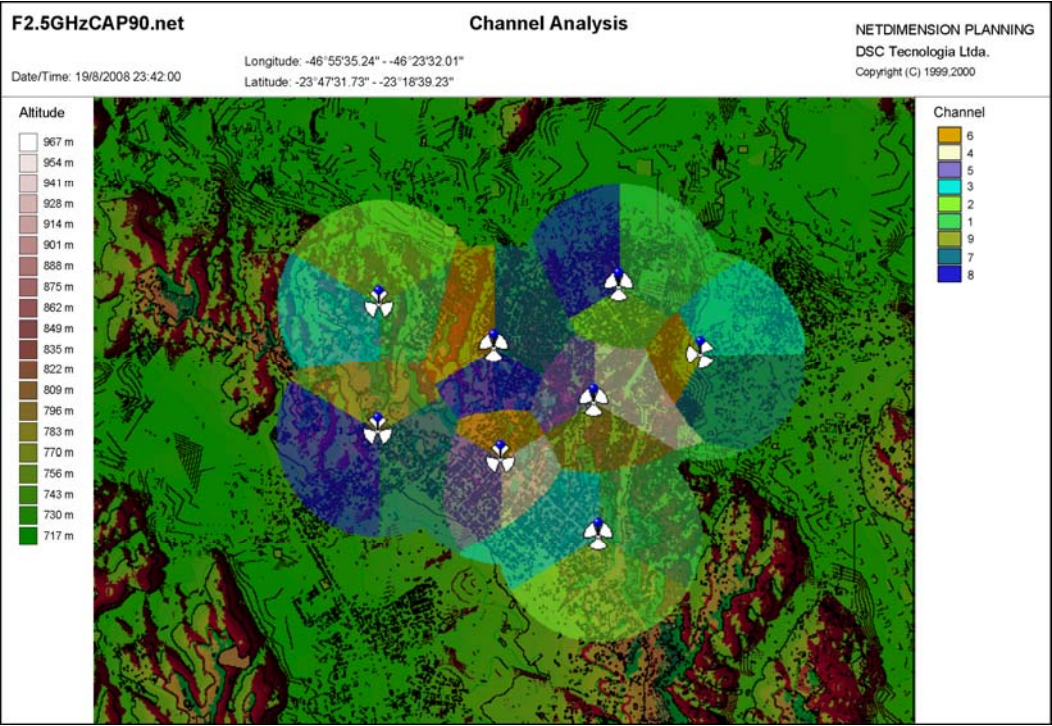 F2.5GHzCAP90.net
Channel Analysis
NETDIMENSION PLANNING
DSC Tecnologia Ltda.
Copyright (C) 1999,2000
Date/Time: 19/8/2008 23:42:00
Longitude: -46°55'35.24" - -46°23'32.01"
Latitude: -23°47'31.73" - -23°18'39.23"
Altitude
967 m
954 m
941 m
928 m
914 m
901 m
888 m
875 m
862 m
849 m
835 m
822 m
809 m
796 m
783 m
770 m
756 m
743 m
730 m
717 m
Channel
6
4
5
3
2
1
9
7
8